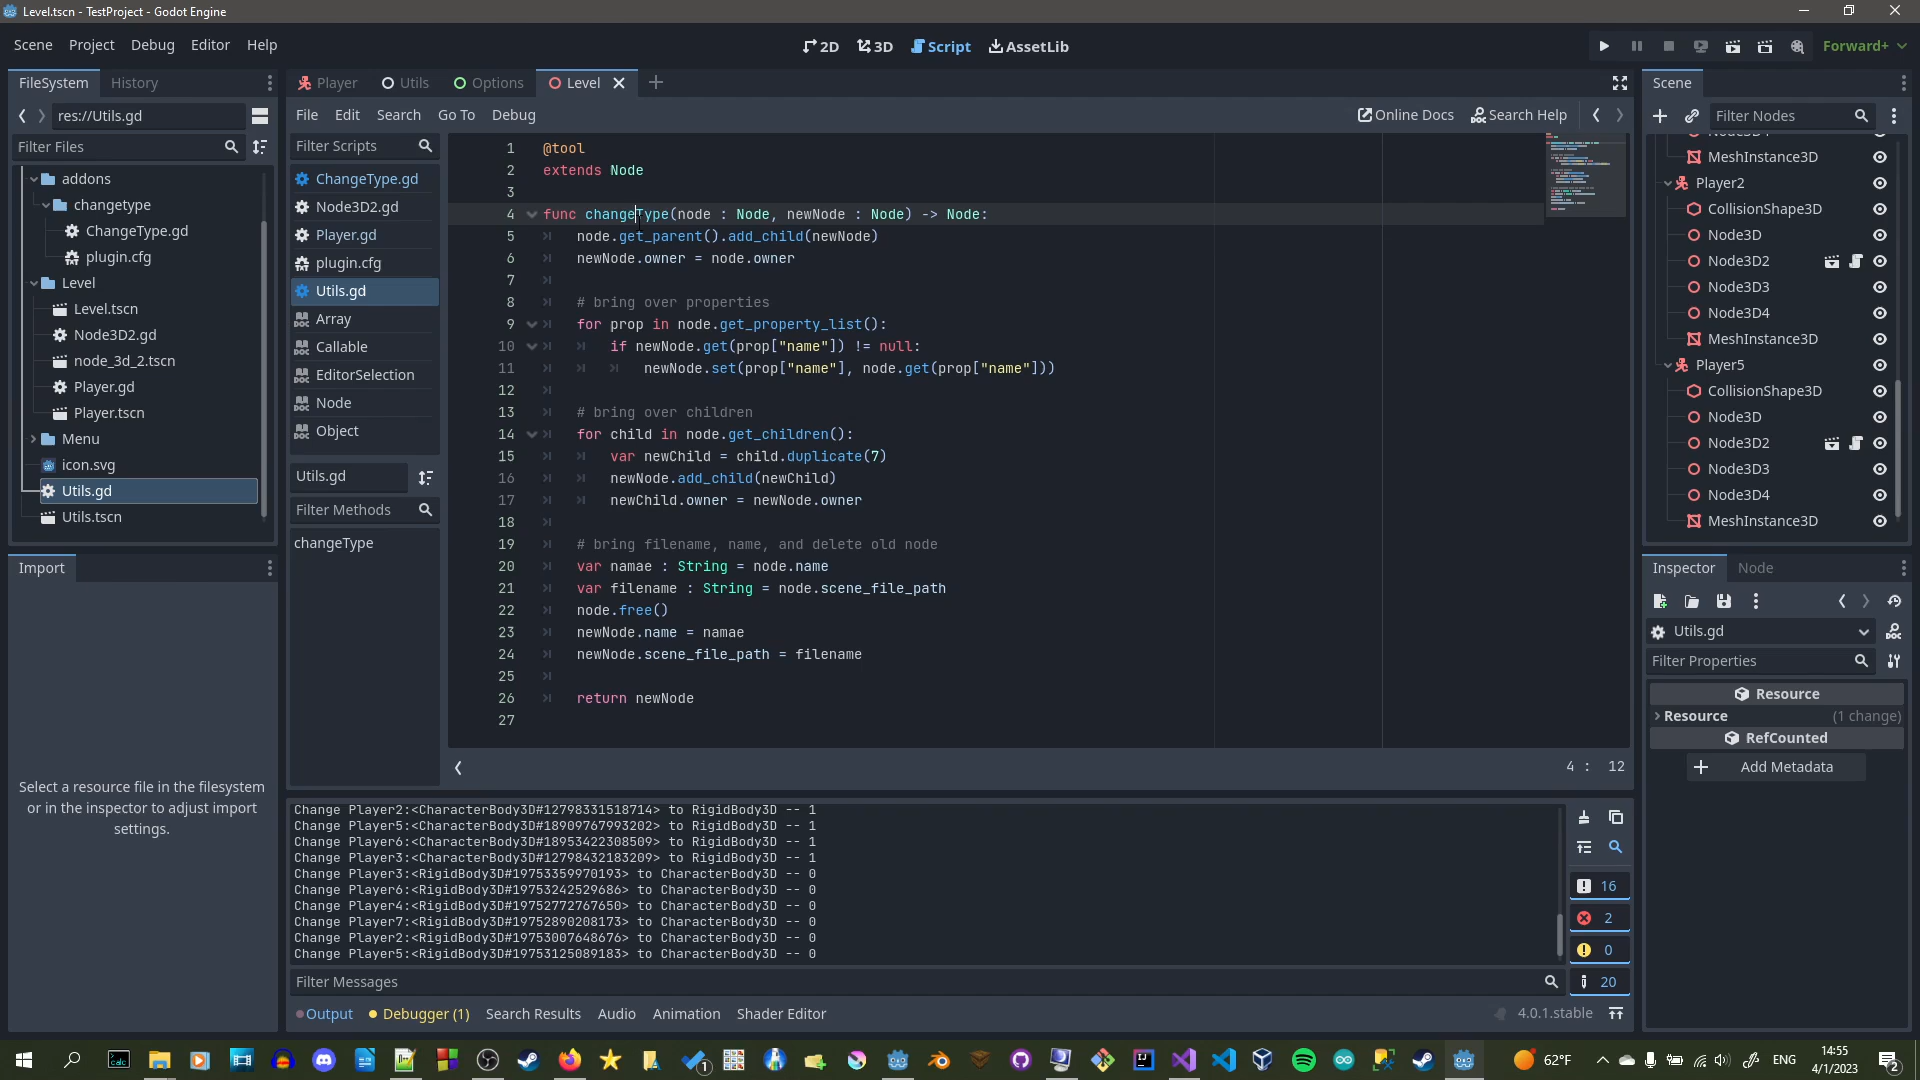 Level.tscn - TestProject - Godot Engine
Scene Project Debug Editor Help
2D 3D Script AssetLib
Forward+
FileSystem History
res://Utils.gd
Filter Files
addons
changetype
ChangeType.gd
plugin.cfg
Level
Level.tscn
Node3D2.gd
node_3d_2.tscn
Player.gd
Player.tscn
Menu
icon.svg
Utils.gd
Utils.tscn
Import
Select a resource file in the filesystem
or in the inspector to adjust import
settings.
Player Utils Options Level
File Edit Search Go To Debug
Online Docs Search Help
Filter Scripts
ChangeType.gd
Node3D2.gd
Player.gd
plugin.cfg
Utils.gd
Array
Callable
EditorSelection
Node
Object
Utils.gd
Filter Methods
changeType
1 @tool
2 extends Node
3
4 func changeType(node : Node, newNode : Node) -> Node:
5 node.get_parent().add_child(newNode)
6 newNode.owner = node.owner
7
8 # bring over properties
9 for prop in node.get_property_list():
10 if newNode.get(prop["name"]) != null:
11 newNode.set(prop["name"], node.get(prop["name"]))
12
13 # bring over children
14 for child in node.get_children():
15 var newChild = child.duplicate(7)
16 newNode.add_child(newChild)
17 newChild.owner = newNode.owner
18
19 # bring filename, name, and delete old node
20 var namae : String = node.name
21 var filename : String = node.scene_file_path
22 node.free()
23 newNode.name = namae
24 newNode.scene_file_path = filename
25
26 return newNode
27
4 : 12
Change Player2:<CharacterBody3D#12798331518714> to RigidBody3D -- 1
Change Player5:<CharacterBody3D#18909767993202> to RigidBody3D -- 1
Change Player6:<CharacterBody3D#18953422308509> to RigidBody3D -- 1
Change Player3:<CharacterBody3D#12798432183209> to RigidBody3D -- 1
Change Player3:<RigidBody3D#19753359970193> to CharacterBody3D -- 0
Change Player6:<RigidBody3D#19753242529686> to CharacterBody3D -- 0
Change Player4:<RigidBody3D#19752772767650> to CharacterBody3D -- 0
Change Player7:<RigidBody3D#19752890208173> to CharacterBody3D -- 0
Change Player2:<RigidBody3D#19753007648676> to CharacterBody3D -- 0
Change Player5:<RigidBody3D#19753125089183> to CharacterBody3D -- 0
16
2
0
20
Filter Messages
Output Debugger (1) Search Results Audio Animation Shader Editor
4.0.1.stable
Scene
Filter Nodes
MeshInstance3D
Player2
CollisionShape3D
Node3D
Node3D2
Node3D3
Node3D4
MeshInstance3D
Player5
CollisionShape3D
Node3D
Node3D2
Node3D3
Node3D4
MeshInstance3D
Inspector Node
Utils.gd
Filter Properties
Resource
Resource (1 change)
RefCounted
Add Metadata
62°F
ENG
14:55
4/1/2023
2